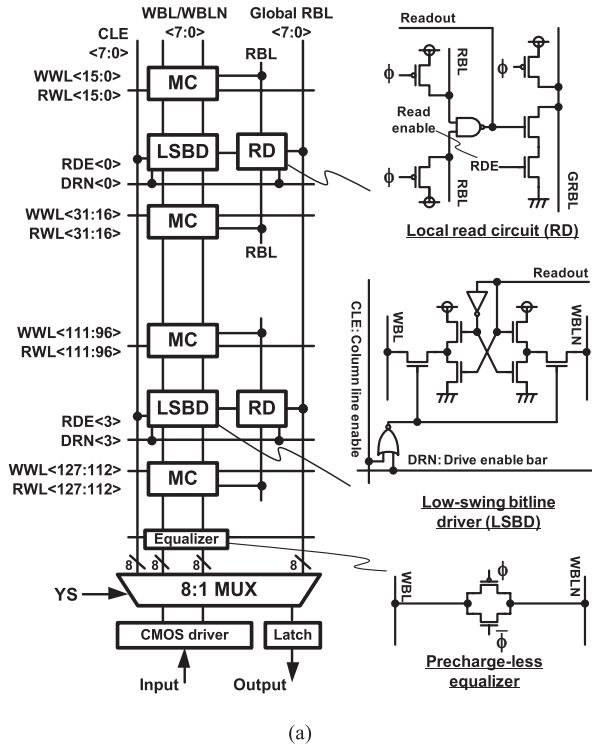 WBL/WBLN
<7:0>
Global RBL
<7:0>
CLE
<7:0>
RBL
WWL<15:0>
RWL<15:0>
MC
LSBD
RD
RDE<0>
DRN<0>
WWL<31:16>
RWL<31:16>
MC
RBL
WWL<111:96>
RWL<111:96>
MC
LSBD
RD
RDE<3>
DRN<3>
WWL<127:112>
RWL<127:112>
MC
Equalizer
8
8
8
8
8:1 MUX
YS
CMOS driver
Latch
Input
Output
Readout
RBL
ϕ
ϕ
Read
enable
RDE
ϕ
RBL
GRBL
Local read circuit (RD)
Readout
CLE: Column line enable
WBL
WBLN
DRN: Drive enable bar
Low-swing bitline
driver (LSBD)
WBL
ϕ
WBLN
ϕ̅
Precharge-less
equalizer
(a)